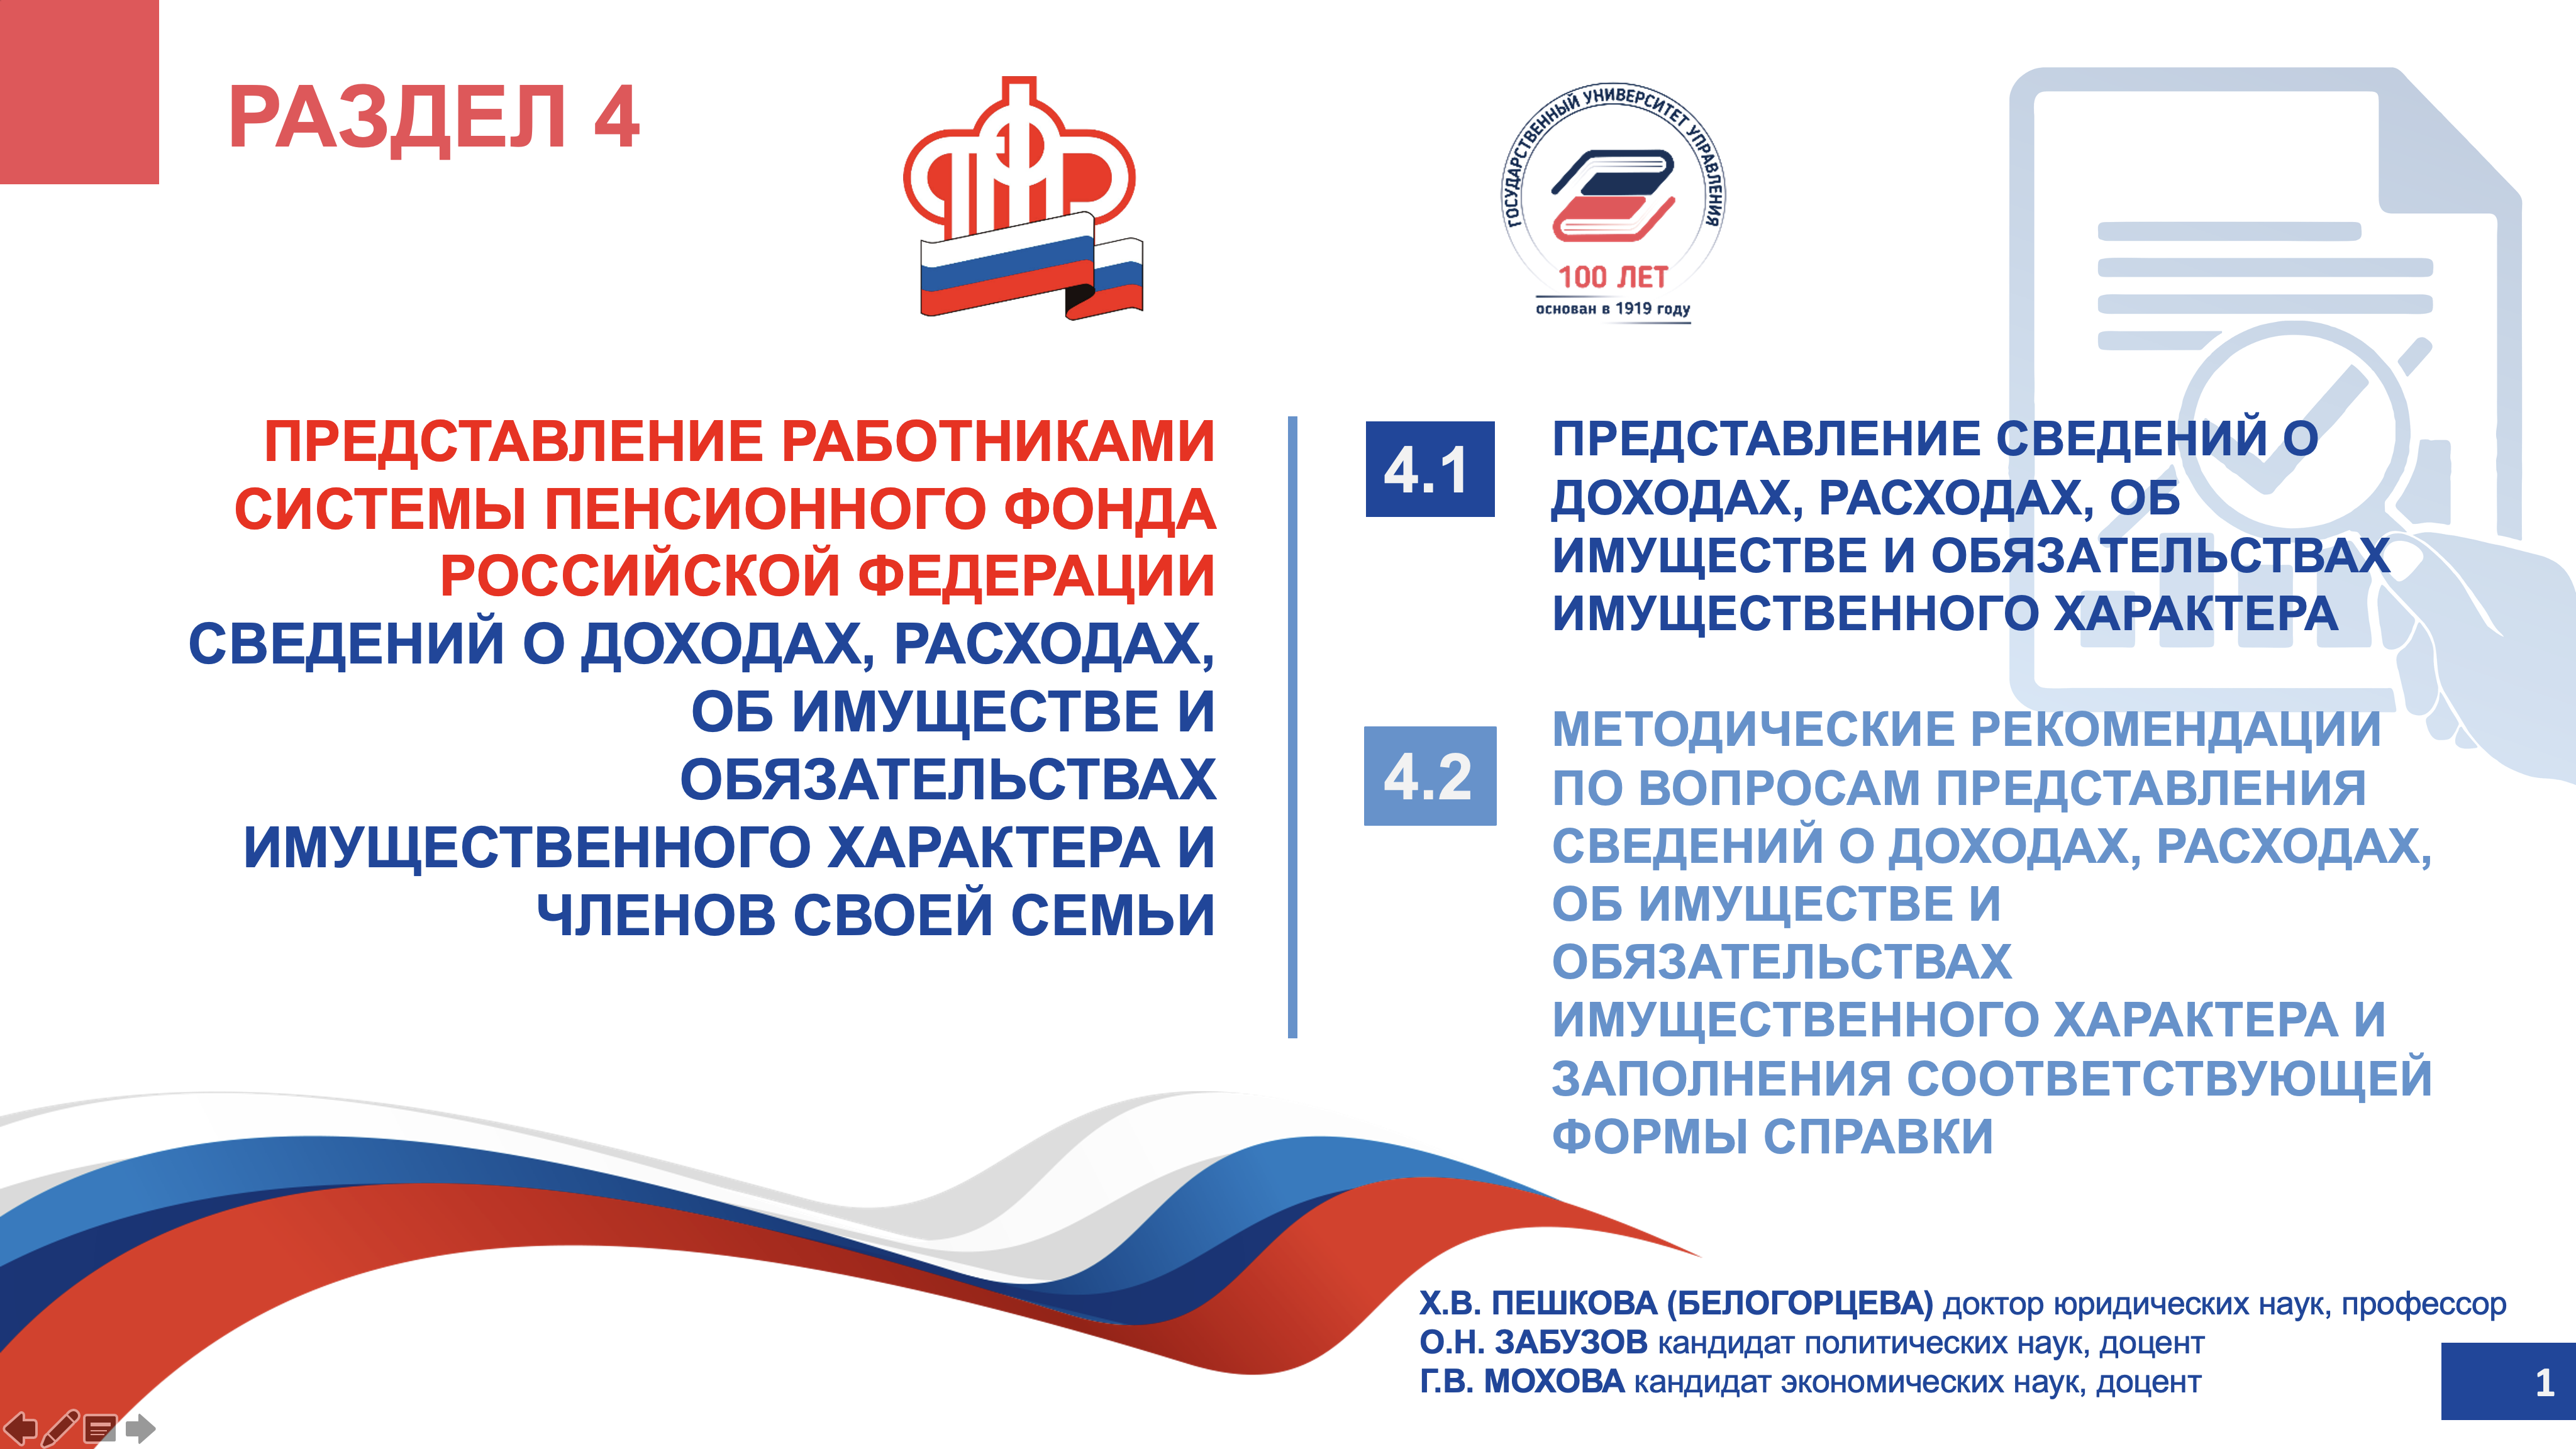 РАЗДЕЛ 4
ГОСУДАРСТВЕННЫЙ УНИВЕРСИТЕТ УПРАВЛЕНИЯ
100 ЛЕТ
основан в 1919 году
ПРЕДСТАВЛЕНИЕ РАБОТНИКАМИ
СИСТЕМЫ ПЕНСИОННОГО ФОНДА
РОССИЙСКОЙ ФЕДЕРАЦИИ
СВЕДЕНИЙ О ДОХОДАХ, РАСХОДАХ,
ОБ ИМУЩЕСТВЕ И
ОБЯЗАТЕЛЬСТВАХ
ИМУЩЕСТВЕННОГО ХАРАКТЕРА И
ЧЛЕНОВ СВОЕЙ СЕМЬИ
4.1
ПРЕДСТАВЛЕНИЕ СВЕДЕНИЙ О
ДОХОДАХ, РАСХОДАХ, ОБ
ИМУЩЕСТВЕ И ОБЯЗАТЕЛЬСТВАХ
ИМУЩЕСТВЕННОГО ХАРАКТЕРА
4.2
МЕТОДИЧЕСКИЕ РЕКОМЕНДАЦИИ
ПО ВОПРОСАМ ПРЕДСТАВЛЕНИЯ
СВЕДЕНИЙ О ДОХОДАХ, РАСХОДАХ,
ОБ ИМУЩЕСТВЕ И
ОБЯЗАТЕЛЬСТВАХ
ИМУЩЕСТВЕННОГО ХАРАКТЕРА И
ЗАПОЛНЕНИЯ СООТВЕТСТВУЮЩЕЙ
ФОРМЫ СПРАВКИ
Х.В. ПЕШКОВА (БЕЛОГОРЦЕВА) доктор юридических наук, профессор
О.Н. ЗАБУЗОВ кандидат политических наук, доцент
Г.В. МОХОВА кандидат экономических наук, доцент
1